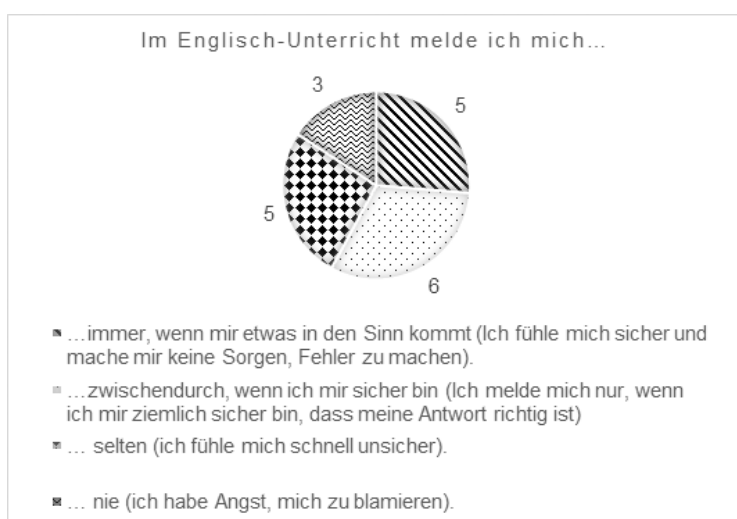 Im Englisch-Unterricht melde ich mich…
3
5
5
6
…immer, wenn mir etwas in den Sinn kommt (Ich fühle mich sicher und
mache mir keine Sorgen, Fehler zu machen).
…zwischendurch, wenn ich mir sicher bin (Ich melde mich nur, wenn
ich mir ziemlich sicher bin, dass meine Antwort richtig ist)
… selten (ich fühle mich schnell unsicher).
… nie (ich habe Angst, mich zu blamieren).